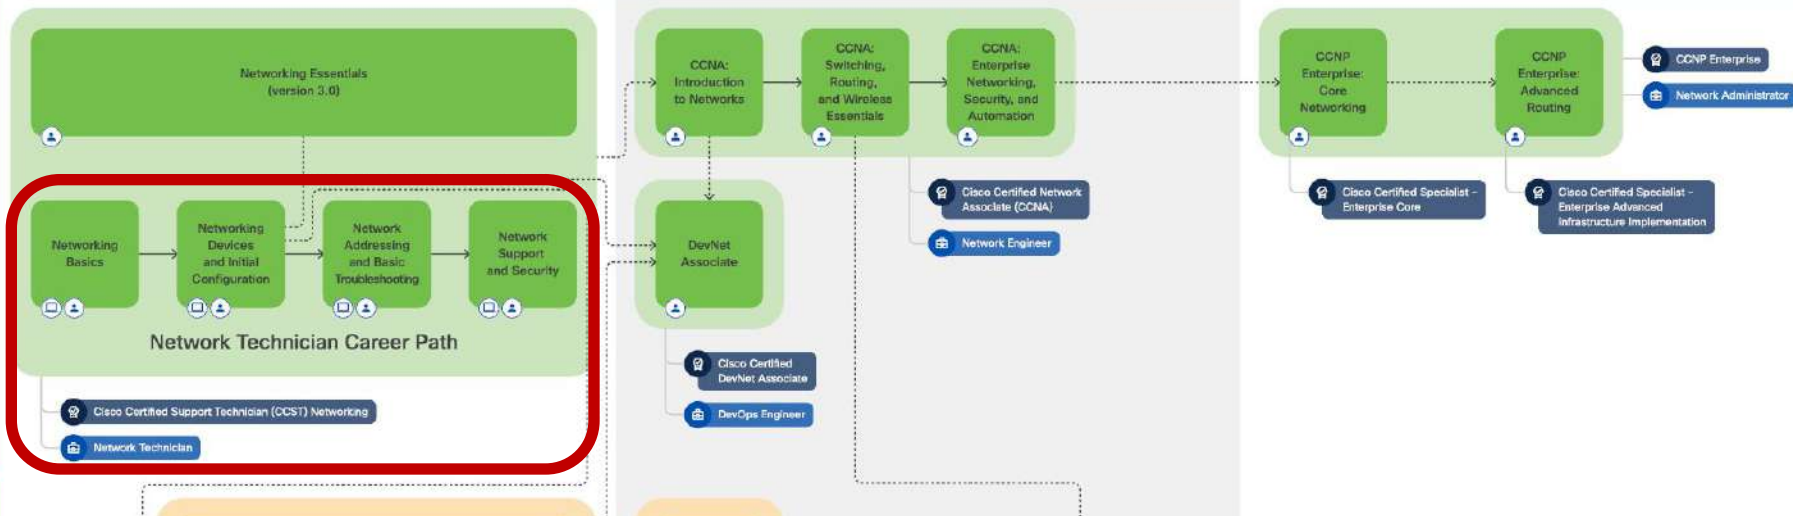 Networking Essentials
(version 3.0)
Networking
Basics
Networking
Devices
and Initial
Configuration
Network
Addressing
and Basic
Troubleshooting
Network
Support
and Security
Network Technician Career Path
Cisco Certified Support Technician (CCST) Networking
Network Technician
CCNA:
Introduction
to Networks
CCNA:
Switching,
Routing,
and Wireless
Essentials
CCNA:
Enterprise
Networking,
Security, and
Automation
Cisco Certified Network
Associate (CCNA)
Network Engineer
DevNet
Associate
Cisco Certified
DevNet Associate
DevOps Engineer
CCNP
Enterprise:
Core
Networking
CCNP
Enterprise:
Advanced
Routing
CCNP Enterprise
Network Administrator
Cisco Certified Specialist –
Enterprise Core
Cisco Certified Specialist –
Enterprise Advanced
Infrastructure Implementation